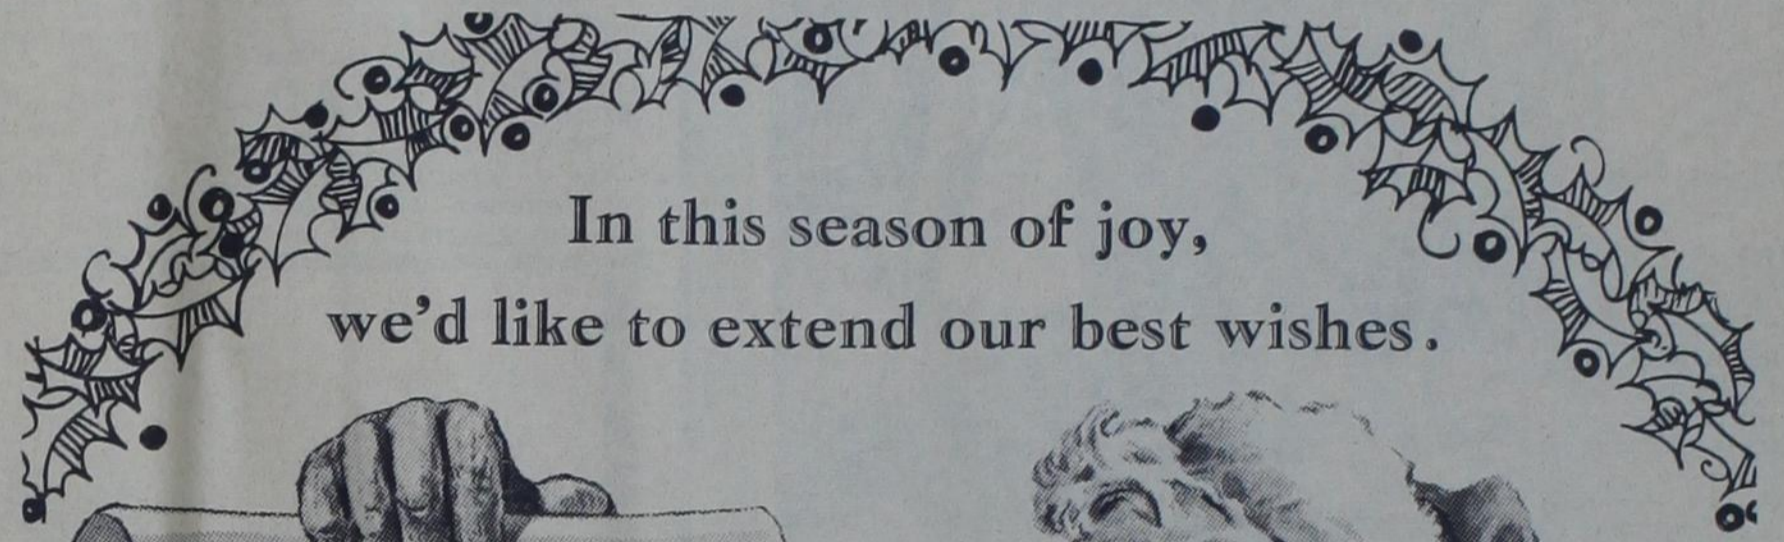 In this season of joy,
we'd like to extend our best wishes.